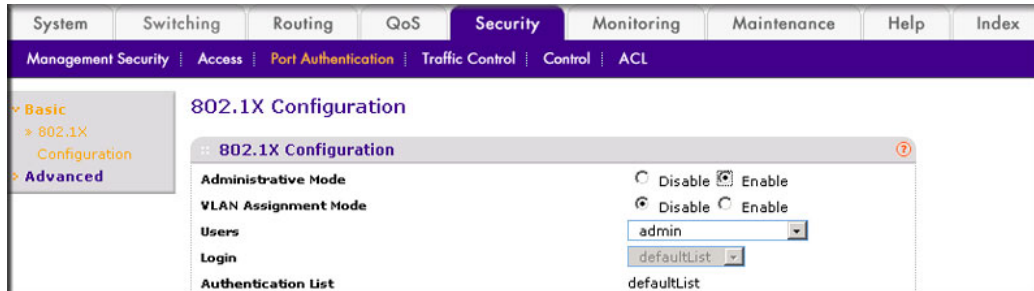 System Switching Routing QoS Security Monitoring Maintenance Help Index
Management Security Access Port Authentication Traffic Control Control ACL
Basic
» 802.1X
Configuration
Advanced
802.1X Configuration
802.1X Configuration ?
Administrative Mode Disable Enable
VLAN Assignment Mode Disable Enable
Users admin
Login defaultList
Authentication List defaultList